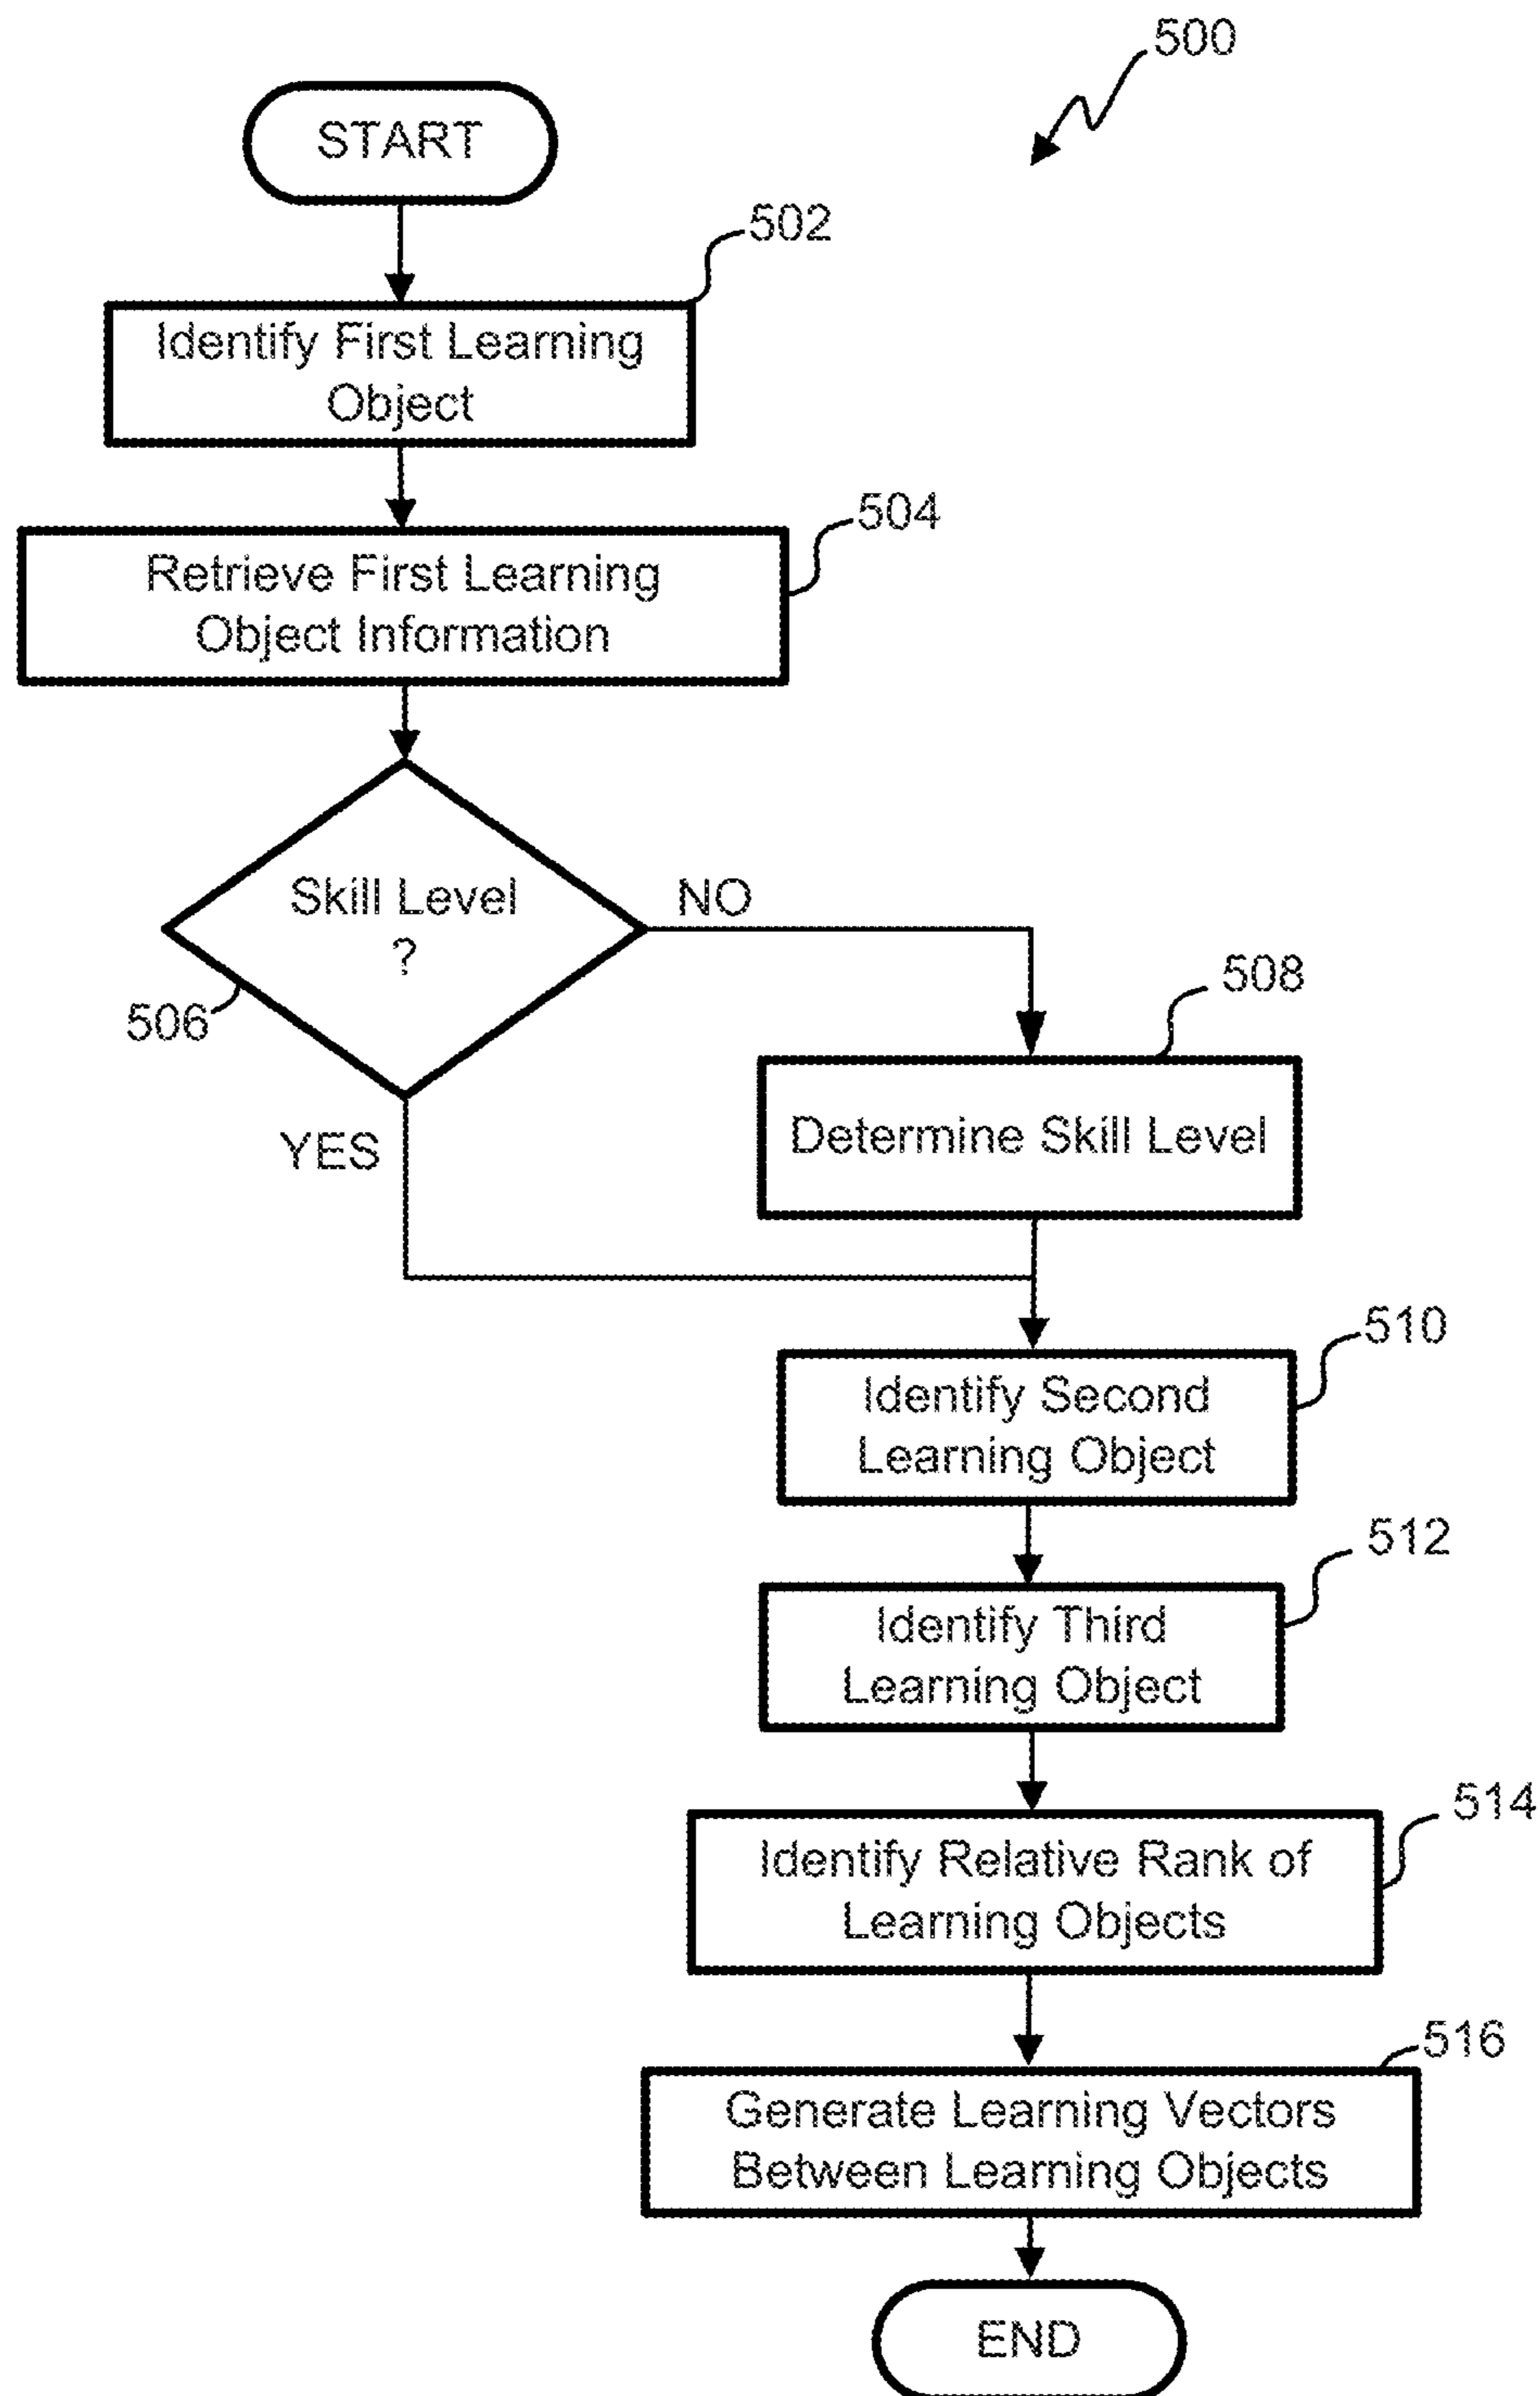 500
START
502
Identify First Learning
Object
504
Retrieve First Learning
Object Information
Skill Level
?
NO
506
508
Determine Skill Level
YES
510
Identify Second
Learning Object
512
Identify Third
Learning Object
514
Identify Relative Rank of
Learning Objects
516
Generate Learning Vectors
Between Learning Objects
END